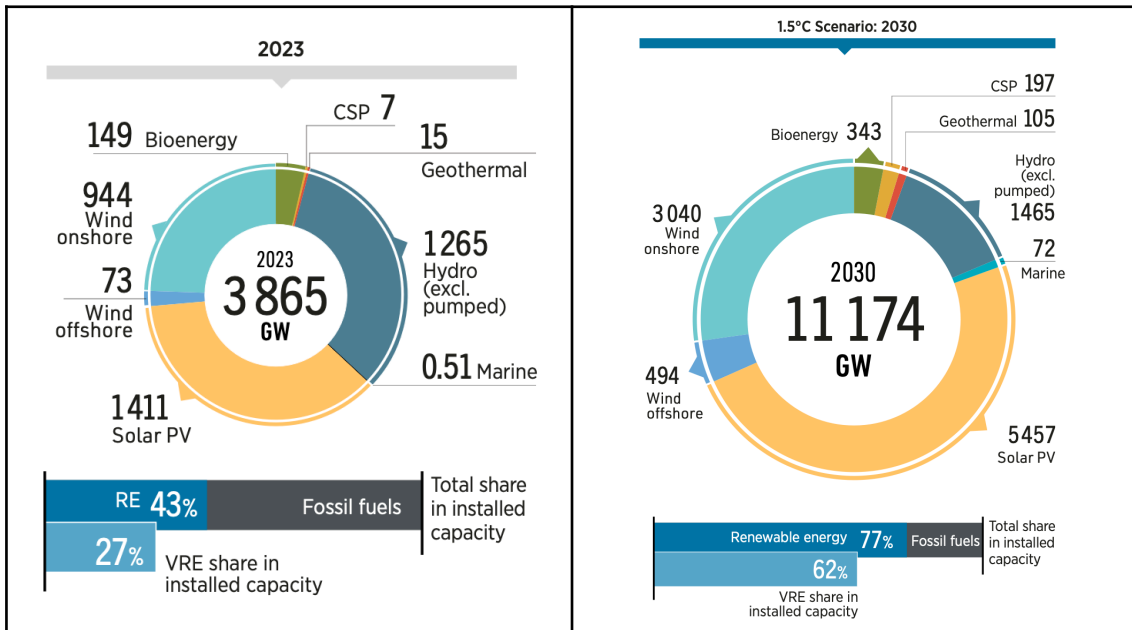 2023
CSP 7
149 Bioenergy
15
Geothermal
944
Wind
onshore
1265
Hydro
(excl.
pumped)
73
Wind
offshore
2023
3 865
GW
0.51 Marine
1411
Solar PV
RE 43%
Fossil fuels
Total share
in installed
capacity
27%
VRE share in
installed capacity
1.5°C Scenario: 2030
CSP 197
Geothermal 105
Bioenergy 343
Hydro
(excl.
pumped)
1465
3 040
Wind
onshore
72
Marine
2030
11 174
GW
494
Wind
offshore
5457
Solar PV
Renewable energy 77%
Fossil fuels
Total share
in installed
capacity
62%
VRE share in
installed capacity